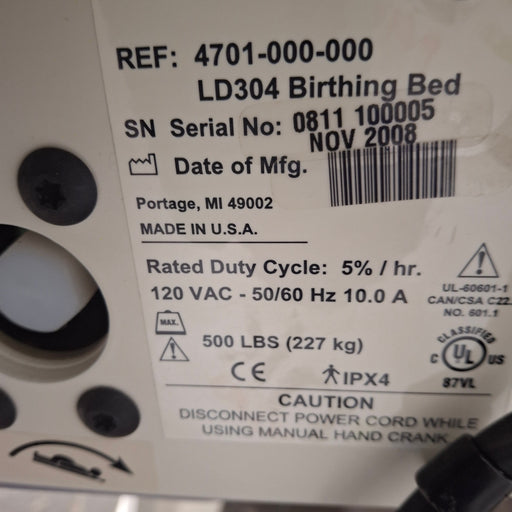 REF: 4701-000-000
LD304 Birthing Bed
SN Serial No: 0811 100005
NOV 2008
Date of Mfg.
Portage, MI 49002
MADE IN U.S.A.
Rated Duty Cycle: 5% / hr.
120 VAC - 50/60 Hz 10.0 A
UL-60601-1
CAN/CSA C22.
NO. 601.1
MAX.
500 LBS (227 kg)
CLASSIFIED
C UL US
87VL
CE IPX4
CAUTION
DISCONNECT POWER CORD WHILE
USING MANUAL HAND CRANK